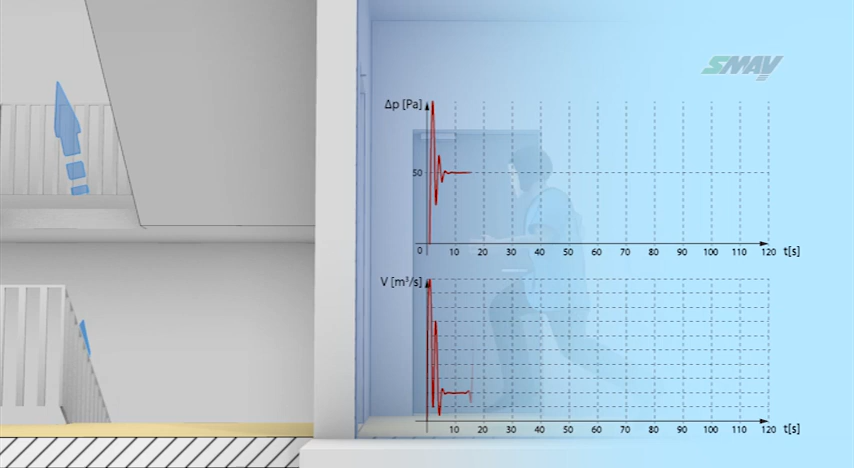 SMAY
Δp [Pa]
50
0 10 20 30 40 50 60 70 80 90 100 110 120 t[s]
V [m³/s]
10 20 30 40 50 60 70 80 90 100 110 120 t[s]